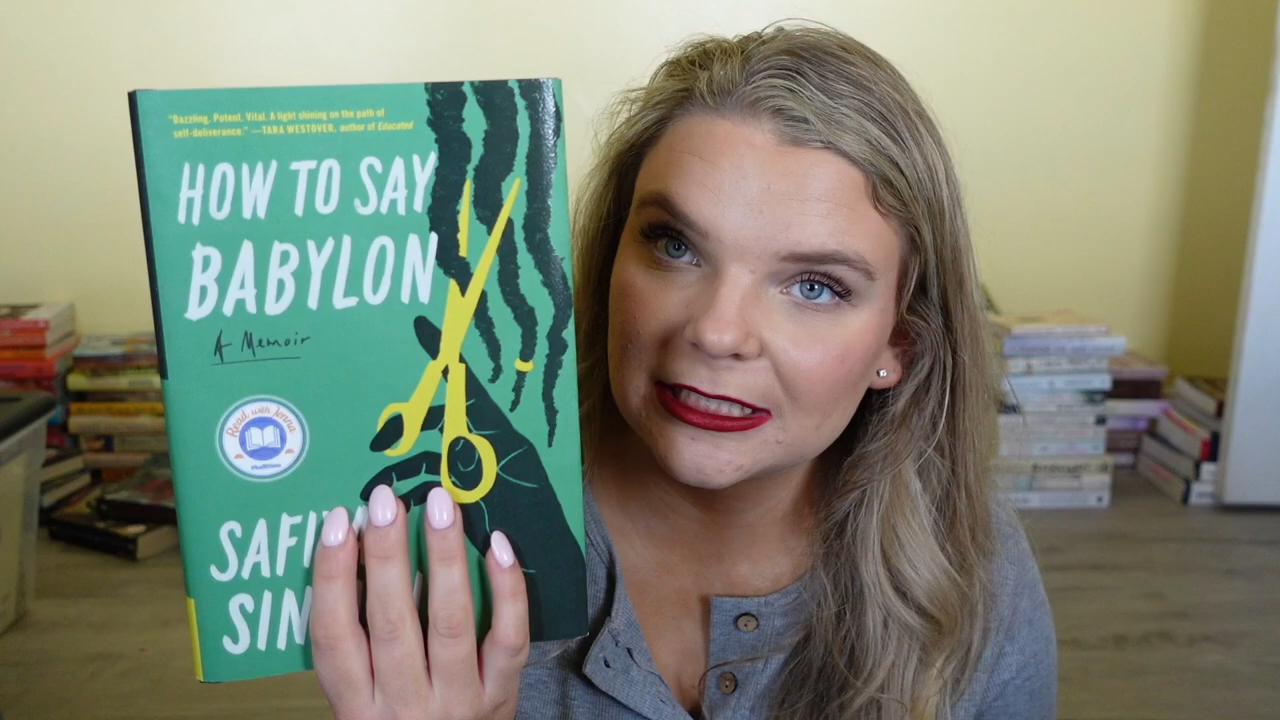 "Dazzling. Potent. Vital. A light shining on the path of
self-deliverance." —TARA WESTOVER, author of Educated
HOW TO SAY
BABYLON
A Memoir
Read with Jenna
SAFI
SIN